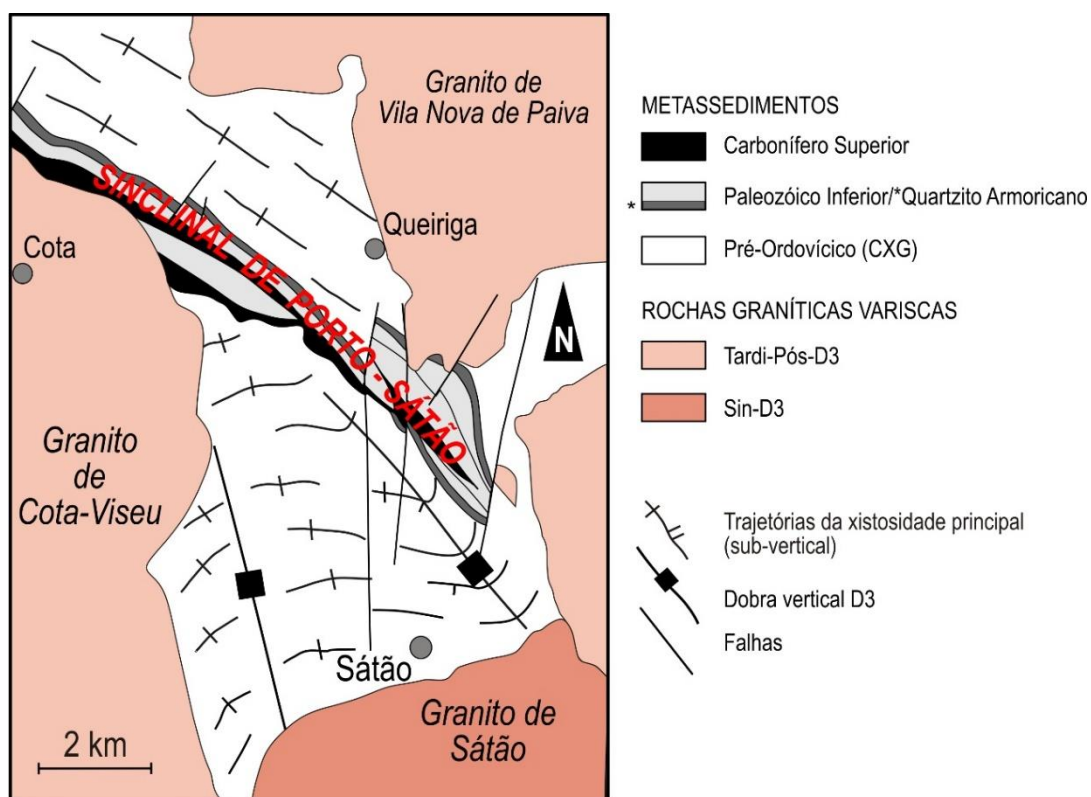 Granito de
Vila Nova de Paiva
SINCLINAL DE PORTO - SÁTÃO
Queiriga
Cota
N
Granito
de
Cota-Viseu
Sátão
Granito de
Sátão
2 km
METASSEDIMENTOS
Carbonífero Superior
* Paleozóico Inferior/*Quartzito Armoricano
Pré-Ordovícico (CXG)
ROCHAS GRANÍTICAS VARISCAS
Tardi-Pós-D3
Sin-D3
Trajetórias da xistosidade principal
(sub-vertical)
Dobra vertical D3
Falhas